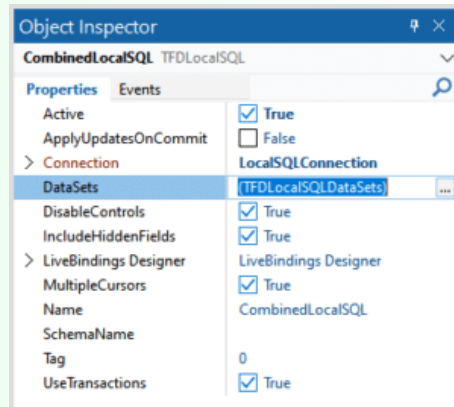 Object Inspector
CombinedLocalSQL TFDLocalSQL
Properties Events
Active True
ApplyUpdatesOnCommit False
Connection LocalSQLConnection
DataSets (TFDLocalSQLDataSets) ...
DisableControls True
IncludeHiddenFields True
LiveBindings Designer LiveBindings Designer
MultipleCursors True
Name CombinedLocalSQL
SchemaName
Tag 0
UseTransactions True